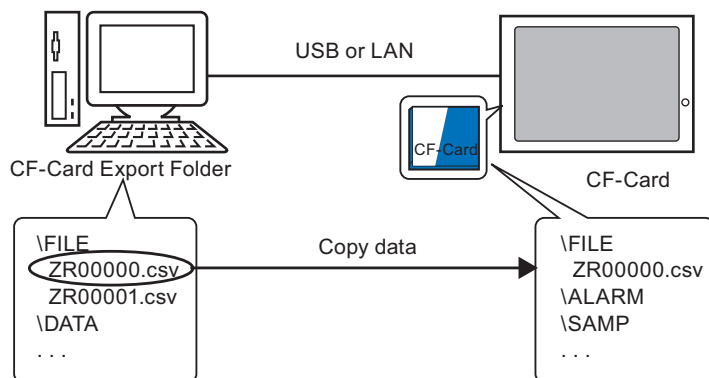 USB or LAN
CF-Card
CF-Card Export Folder
CF-Card
\FILE
ZR00000.csv
ZR00001.csv
\DATA
. . .
Copy data
\FILE
ZR00000.csv
\ALARM
\SAMP
. . .